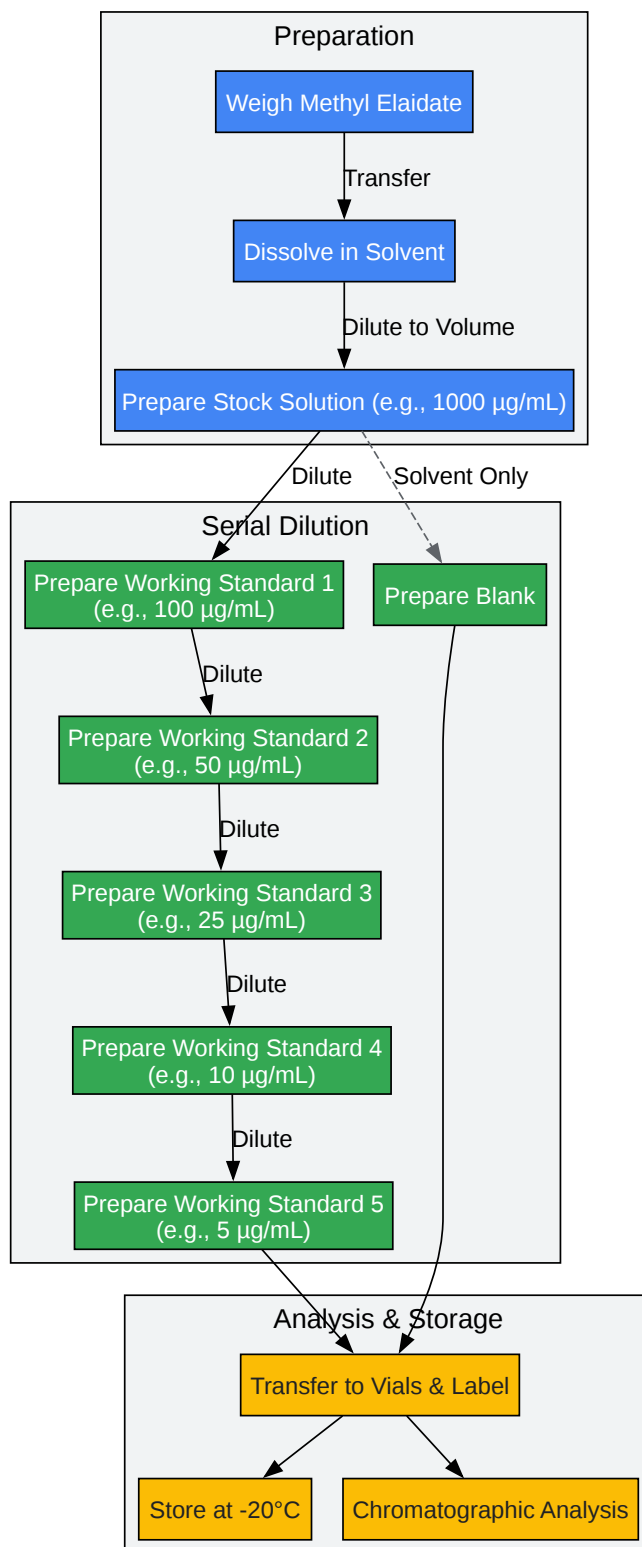 Preparation
Weigh Methyl Elaidate
Transfer
Dissolve in Solvent
Dilute to Volume
Prepare Stock Solution (e.g., 1000 µg/mL)
Dilute
Solvent Only
Serial Dilution
Prepare Working Standard 1
(e.g., 100 µg/mL)
Prepare Blank
Dilute
Prepare Working Standard 2
(e.g., 50 µg/mL)
Dilute
Prepare Working Standard 3
(e.g., 25 µg/mL)
Dilute
Prepare Working Standard 4
(e.g., 10 µg/mL)
Dilute
Prepare Working Standard 5
(e.g., 5 µg/mL)
Analysis & Storage
Transfer to Vials & Label
Store at -20°C
Chromatographic Analysis